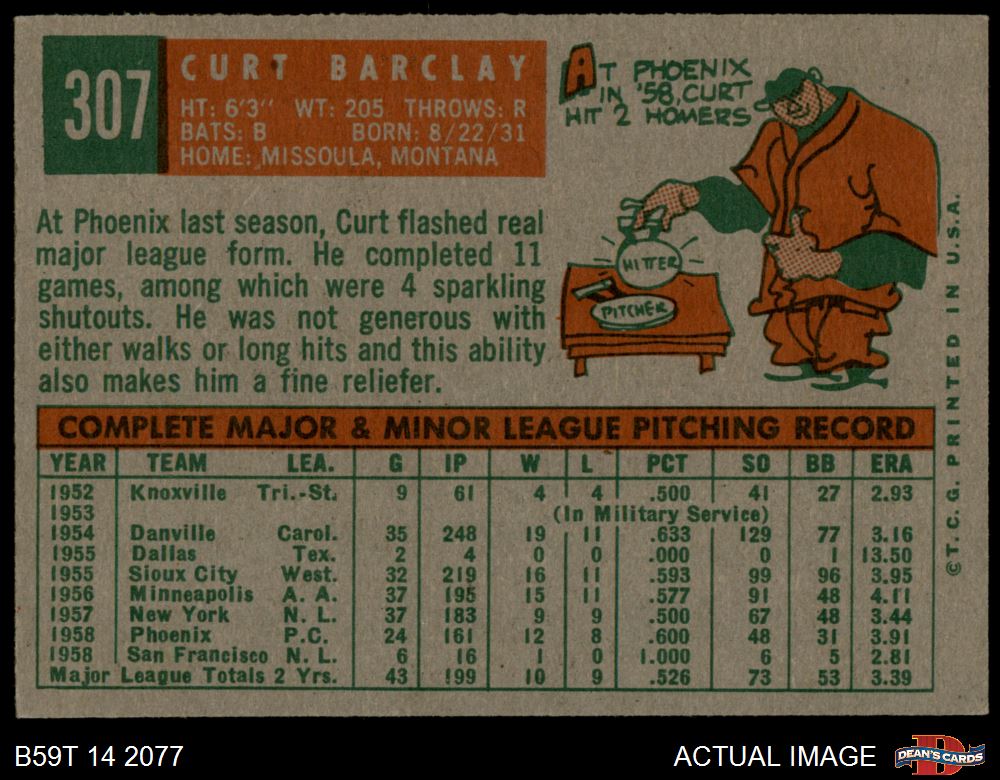 307
CURT BARCLAY
HT: 6'3" WT: 205 THROWS: R
BATS: B BORN: 8/22/31
HOME: MISSOULA, MONTANA
AT PHOENIX
IN '58, CURT
HIT 2 HOMERS
HITTER
PITCHER
At Phoenix last season, Curt flashed real
major league form. He completed 11
games, among which were 4 sparkling
shutouts. He was not generous with
either walks or long hits and this ability
also makes him a fine reliefer.
COMPLETE MAJOR & MINOR LEAGUE PITCHING RECORD
YEAR TEAM LEA. G IP W L PCT SO BB ERA
1952 Knoxville Tri.-St. 9 61 4 4 .500 41 27 2.93
1953 (In Military Service)
1954 Danville Carol. 35 248 19 11 .633 129 77 3.16
1955 Dallas Tex. 2 4 0 0 .000 0 1 13.50
1955 Sioux City West. 32 219 16 11 .593 99 96 3.95
1956 Minneapolis A. A. 37 195 15 11 .577 91 48 4.11
1957 New York N. L. 37 183 9 9 .500 67 48 3.44
1958 Phoenix P.C. 24 161 12 8 .600 48 31 3.91
1958 San Francisco N. L. 6 16 1 0 1.000 6 5 2.81
Major League Totals 2 Yrs. 43 199 10 9 .526 73 53 3.39
© T. C. G. PRINTED IN U.S.A.
B59T 14 2077
ACTUAL IMAGE
D
DEAN'S CARDS